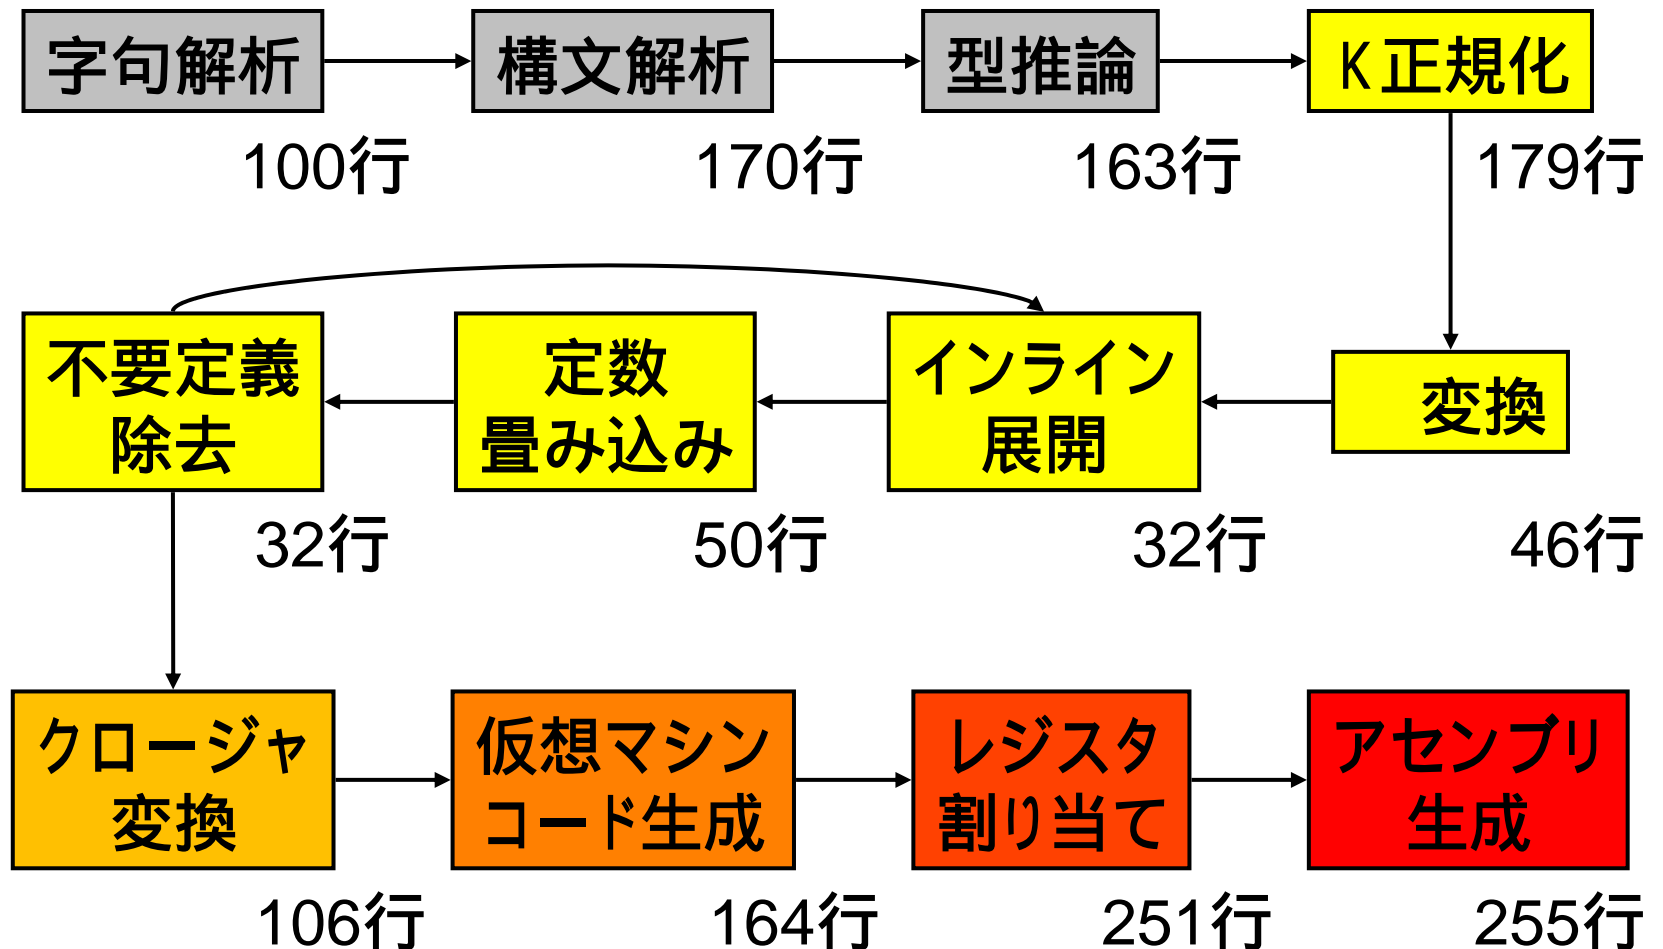 字句解析
構文解析
型推論
K正規化
100行
170行
163行
179行
不要定義
除去
定数
畳み込み
インライン
展開
変換
32行
50行
32行
46行
クロージャ
変換
仮想マシン
コード生成
レジスタ
割り当て
アセンブリ
生成
106行
164行
251行
255行